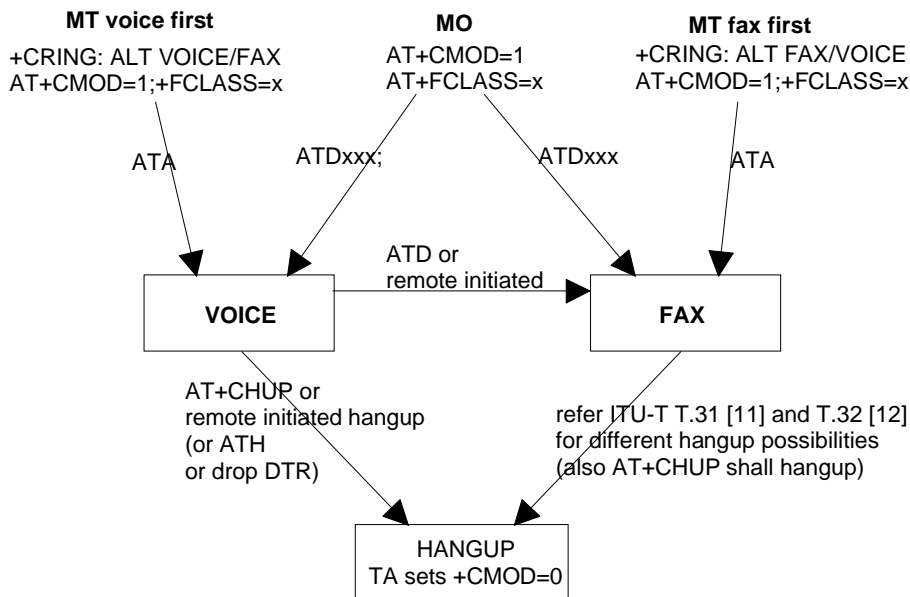 MT voice first
+CRING: ALT VOICE/FAX
AT+CMOD=1;+FCLASS=x
MO
AT+CMOD=1
AT+FCLASS=x
MT fax first
+CRING: ALT FAX/VOICE
AT+CMOD=1;+FCLASS=x
ATA
ATDxxx;
ATDxxx
ATA
ATD or
remote initiated
VOICE
FAX
AT+CHUP or
remote initiated hangup
(or ATH
or drop DTR)
refer ITU-T T.31 [11] and T.32 [12]
for different hangup possibilities
(also AT+CHUP shall hangup)
HANGUP
TA sets +CMOD=0